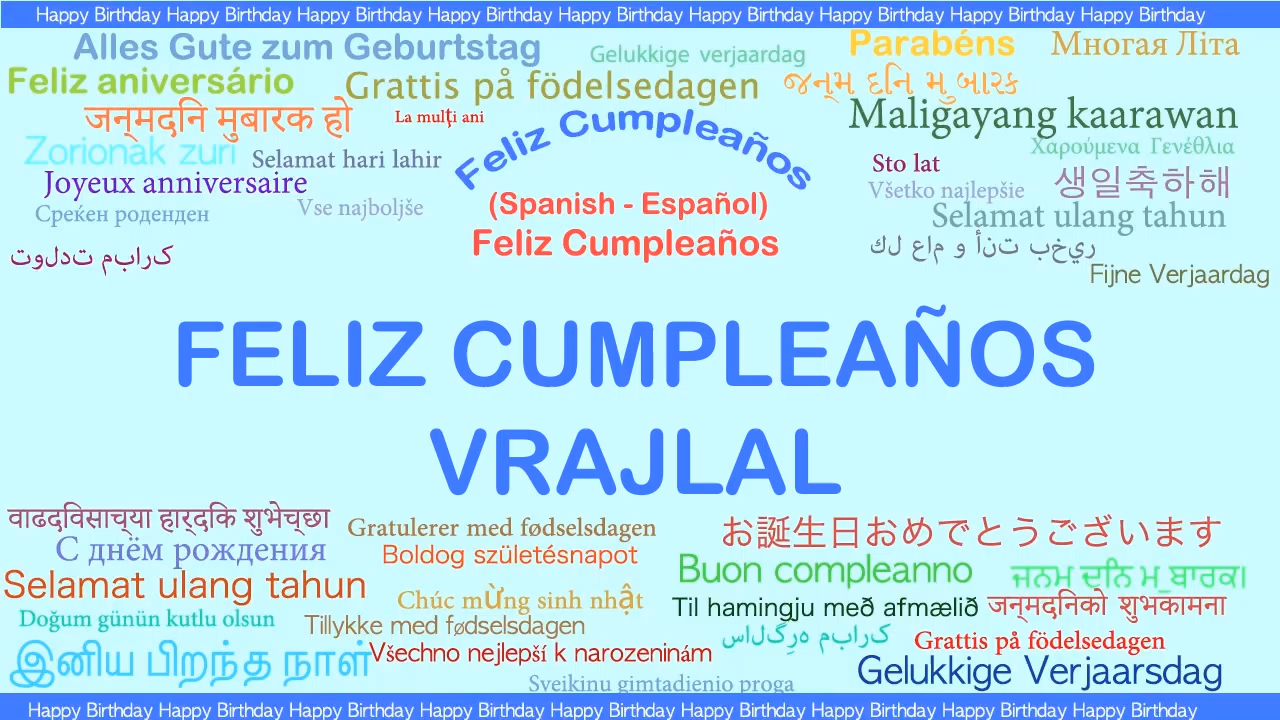 Happy Birthday Happy Birthday Happy Birthday Happy Birthday Happy Birthday Happy Birthday Happy Birthday Happy Birthday Happy Birthday
Alles Gute zum Geburtstag
Gelukkige verjaardag
Parabéns
Многая Літа
Feliz aniversário
Grattis på födelsedagen
જન્મ દિન મુબારક
जन्मदिन मुबारक हो
La mulţi ani
Feliz Cumpleaños
Maligayang kaarawan
Zorionak zuri
Selamat hari lahir
Sto lat
Χαρούμενα Γενέθλια
Joyeux anniversaire
(Spanish - Español)
Všetko najlepšie
생일축하해
Среќен роденден
Vse najboljše
Feliz Cumpleaños
Selamat ulang tahun
تولدت مبارک
كل عام و أنت بخير
Fijne Verjaardag
FELIZ CUMPLEAÑOS
VRAJLAL
वाढदिवसाच्या हार्दिक शुभेच्छा
Gratulerer med fødselsdagen
お誕生日おめでとうございます
С днём рождения
Boldog születésnapot
Buon compleanno
ਜਨਮ ਦਿਨ ਮੁਬਾਰਕ।
Selamat ulang tahun
Chúc mừng sinh nhật
Til hamingju með afmælið
जन्मदिनको शुभकामना
Doğum günün kutlu olsun
Tillykke med fødselsdagen
سالگرہ مبارک
Grattis på födelsedagen
இனிய பிறந்த நாள்
Všechno nejlepší k narozeninám
Gelukkige Verjaarsdag
Sveikinu gimtadienio proga
Happy Birthday Happy Birthday Happy Birthday Happy Birthday Happy Birthday Happy Birthday Happy Birthday Happy Birthday Happy Birthday